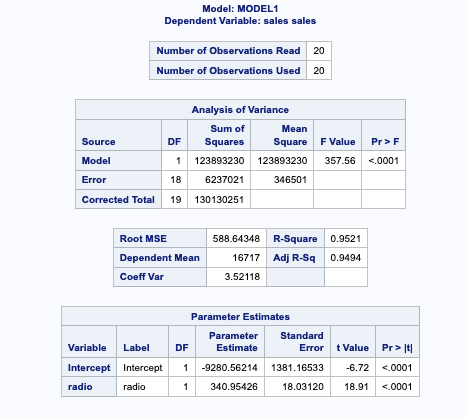 Model: MODEL1
Dependent Variable: sales sales
Number of Observations Read 20
Number of Observations Used 20
Analysis of Variance
Source DF Sum of Squares Mean Square F Value Pr > F
Model 1 123893230 123893230 357.56 <.0001
Error 18 6237021 346501
Corrected Total 19 130130251
Root MSE 588.64348 R-Square 0.9521
Dependent Mean 16717 Adj R-Sq 0.9494
Coeff Var 3.52118
Parameter Estimates
Variable Label DF Parameter Estimate Standard Error t Value Pr > |t|
Intercept Intercept 1 -9280.56214 1381.16533 -6.72 <.0001
radio radio 1 340.95426 18.03120 18.91 <.0001